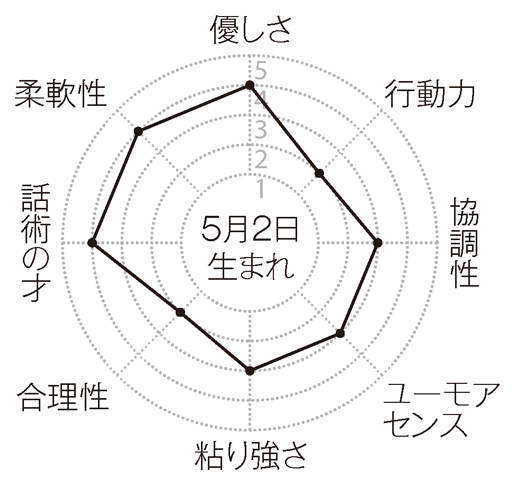 優しさ
行動力
協調性
ユーモア
センス
粘り強さ
合理性
話術の才
柔軟性
5
4
3
2
1
5月2日
生まれ